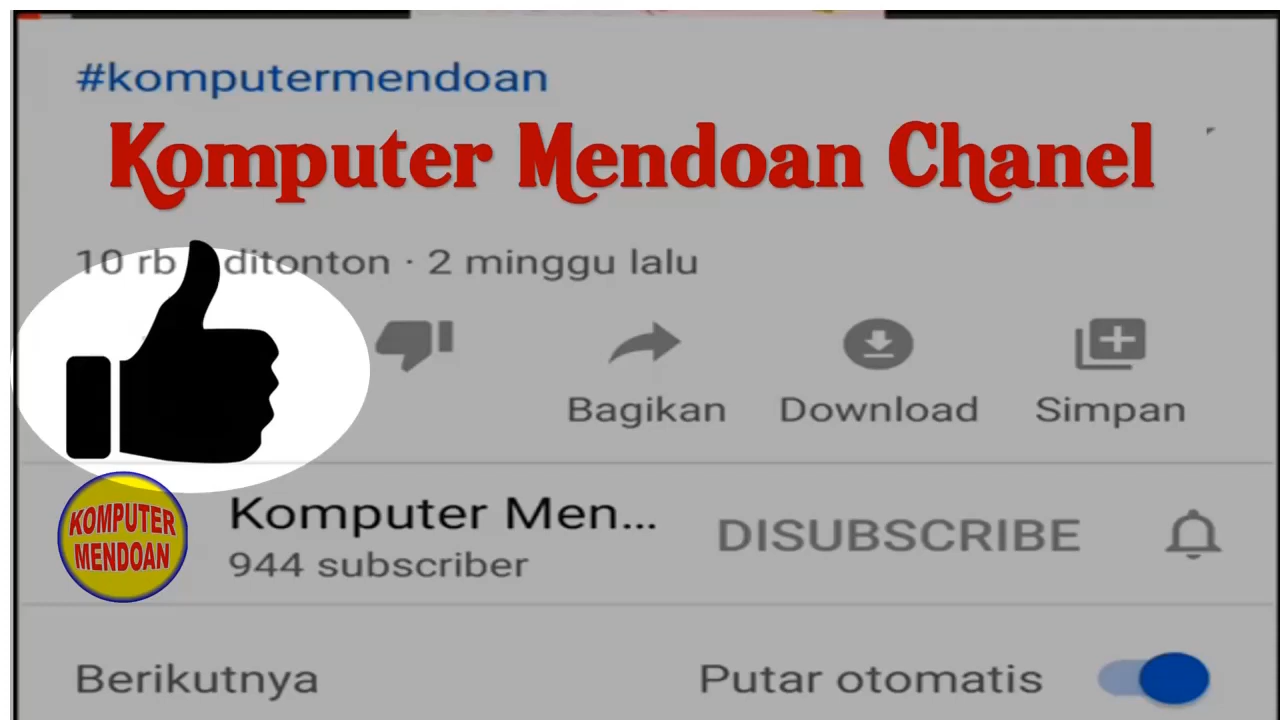 #komputermendoan
Komputer Mendoan Chanel
10 rb ditonton · 2 minggu lalu
Bagikan Download Simpan
KOMPUTER
MENDOAN
Komputer Men...
944 subscriber
DISUBSCRIBE
Berikutnya Putar otomatis